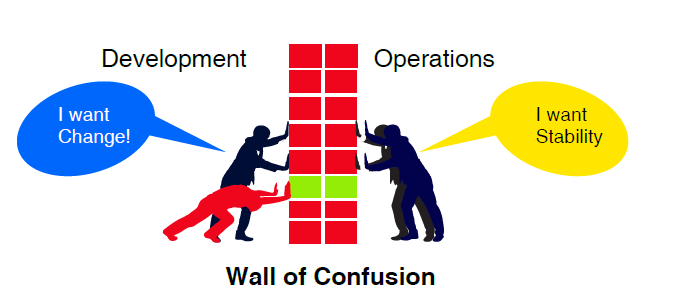 Development
Operations
I want
Change!
I want
Stability
Wall of Confusion